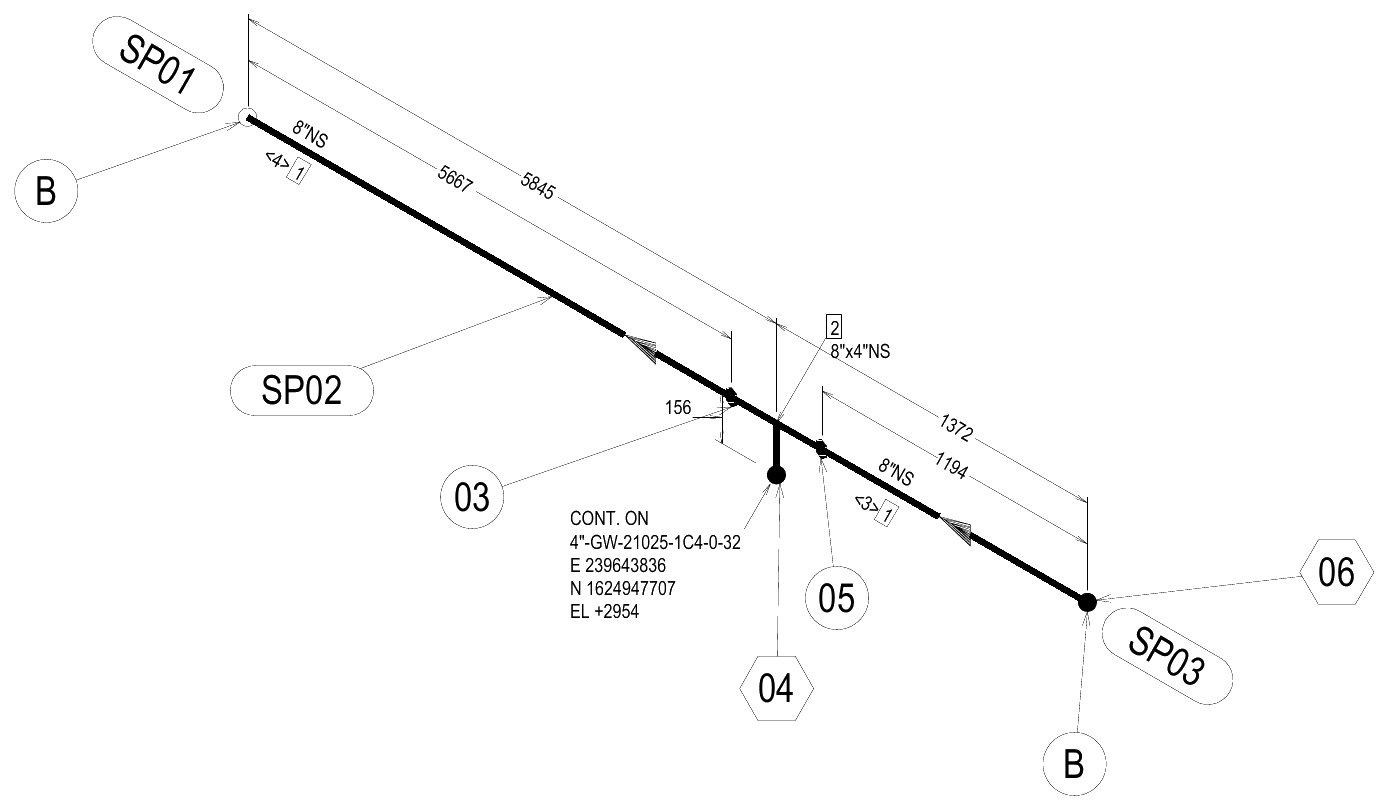 SP01
8"NS
<4> 1
B
5845
5667
SP02
2
8"x4"NS
156
1372
1194
8"NS
<3> 1
03
CONT. ON
4"-GW-21025-1C4-0-32
E 239643836
N 1624947707
EL +2954
05
06
04
SP03
B